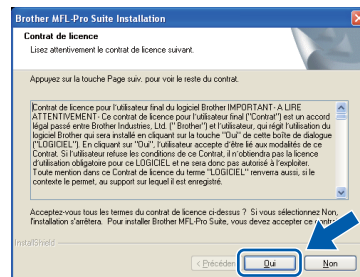 Brother MFL-Pro Suite Installation
Contrat de licence
Lisez attentivement le contrat de licence suivant.
Appuyez sur la touche Page suiv. pour voir le reste du contrat.
Contrat de licence pour l'utilisateur final du logiciel Brother IMPORTANT - A LIRE
ATTENTIVEMENT - Ce contrat de licence pour l'utilisateur final ("Contrat") est un accord
légal passé entre Brother Industries, Ltd. (" Brother") et l'utilisateur, qui régit l'utilisation du
logiciel Brother qui sera installé en cliquant sur la touche "Oui" de cette boîte de dialogue
("LOGICIEL"). En cliquant sur "Oui", l'utilisateur accepte d'être lié aux modalités de ce
Contrat. Si l'utilisateur refuse les conditions de ce Contrat, il n'obtiendra pas la licence
d'utilisation obligatoire pour ce LOGICIEL et ne sera donc pas autorisé à l'exploiter.
Toute mention dans ce Contrat de licence du terme "LOGICIEL" renverra aussi, si le
contexte le permet, au support sur lequel il est enregistré.
Acceptez-vous tous les termes du contrat de licence ci-dessus ? Si vous sélectionnez Non,
l'installation s'arrêtera. Pour installer Brother MFL-Pro Suite, vous devez accepter ce
InstallShield
< Précéden Oui Non